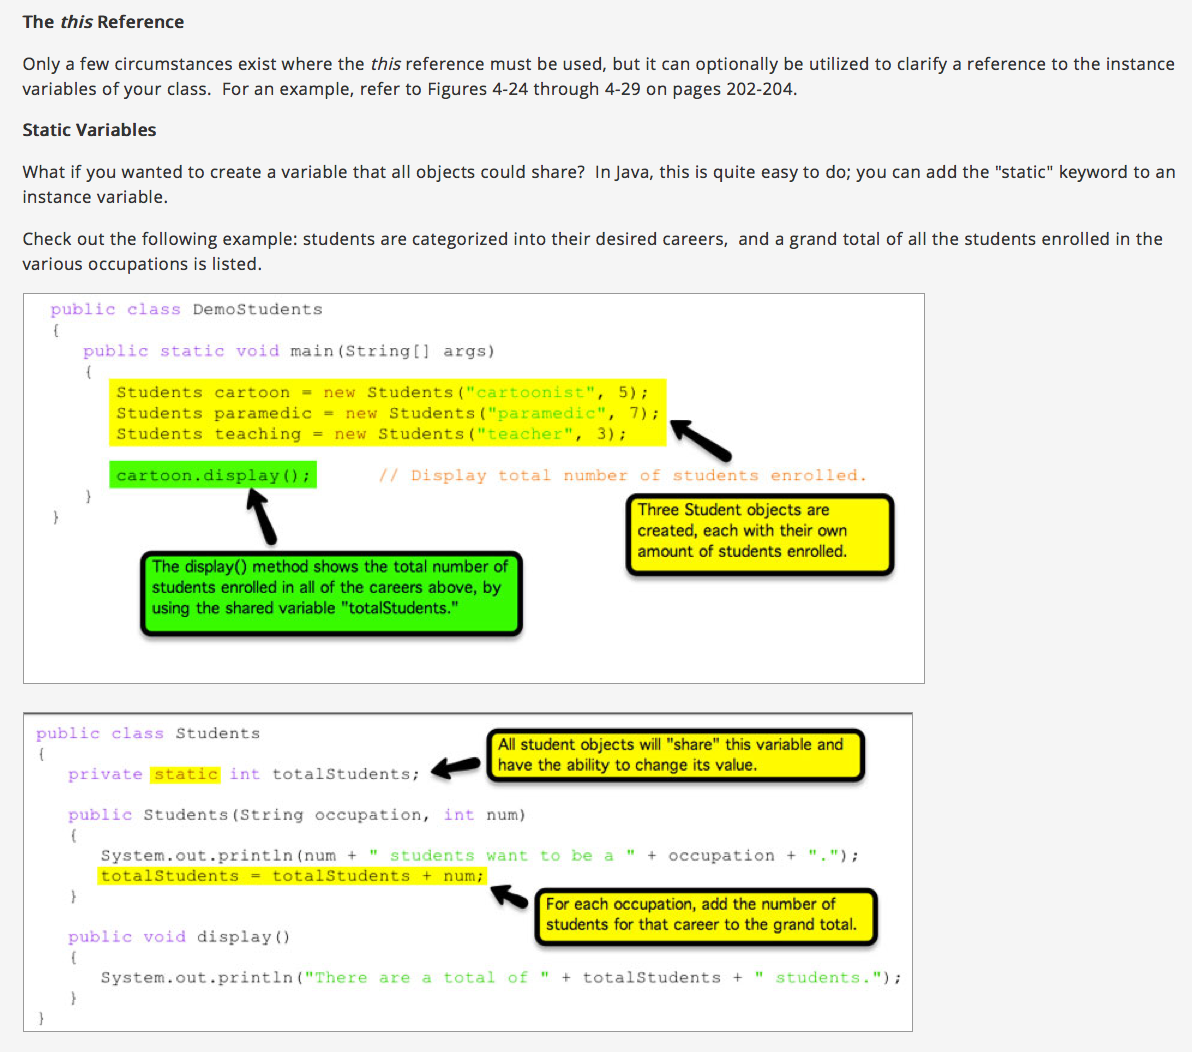 The this Reference
Only a few circumstances exist where the this reference must be used, but it can optionally be utilized to clarify a reference to the instance
variables of your class.  For an example, refer to Figures 4-24 through 4-29 on pages 202-204.
Static Variables
What if you wanted to create a variable that all objects could share?  In Java, this is quite easy to do; you can add the "static" keyword to an
instance variable.
Check out the following example: students are categorized into their desired careers,  and a grand total of all the students enrolled in the
various occupations is listed.
public class DemoStudents
{
public static void main(String[] args)
{
Students cartoon = new Students("cartoonist", 5);
Students paramedic = new Students("paramedic", 7);
Students teaching = new Students("teacher", 3);
cartoon.display();    // Display total number of students enrolled.
}
}
Three Student objects are
created, each with their own
amount of students enrolled.
The display() method shows the total number of
students enrolled in all of the careers above, by
using the shared variable "totalStudents."
public class Students
{
private static int totalStudents;
All student objects will "share" this variable and
have the ability to change its value.
public Students(String occupation, int num)
{
System.out.println(num + " students want to be a " + occupation + ".");
totalStudents = totalStudents + num;
}
For each occupation, add the number of
students for that career to the grand total.
public void display()
{
System.out.println("There are a total of " + totalStudents + " students.");
}
}